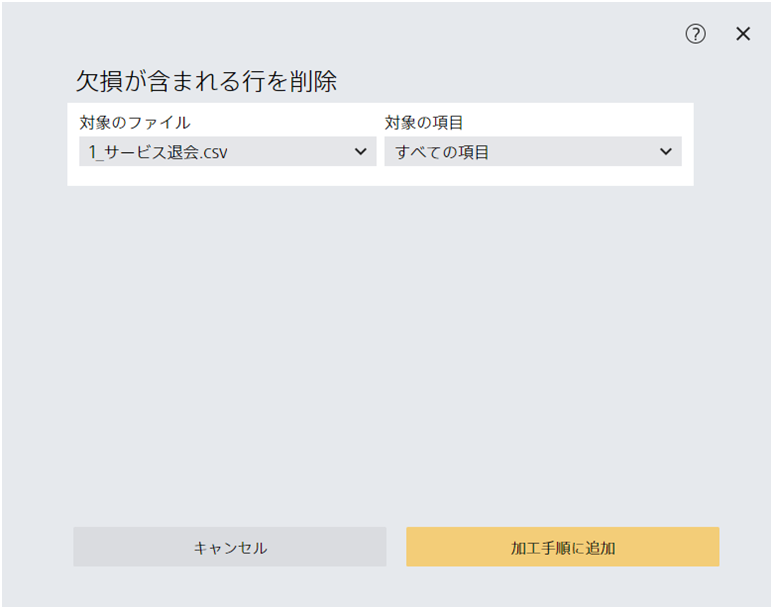 欠損が含まれる行を削除
対象のファイル
対象の項目
1_サービス退会.csv
すべての項目
キャンセル
加工手順に追加